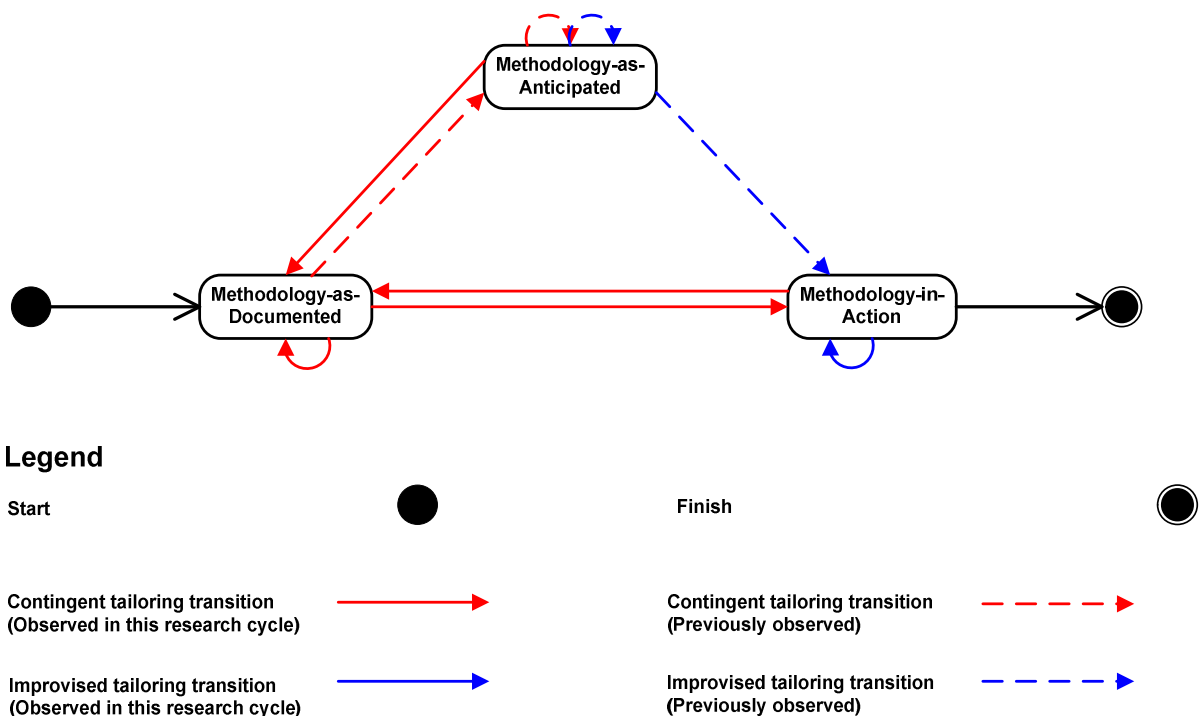 Methodology-as-
Anticipated
Methodology-as-
Documented
Methodology-in-
Action
Legend
Start
Finish
Contingent tailoring transition
(Observed in this research cycle)
Contingent tailoring transition
(Previously observed)
Improvised tailoring transition
(Observed in this research cycle)
Improvised tailoring transition
(Previously observed)